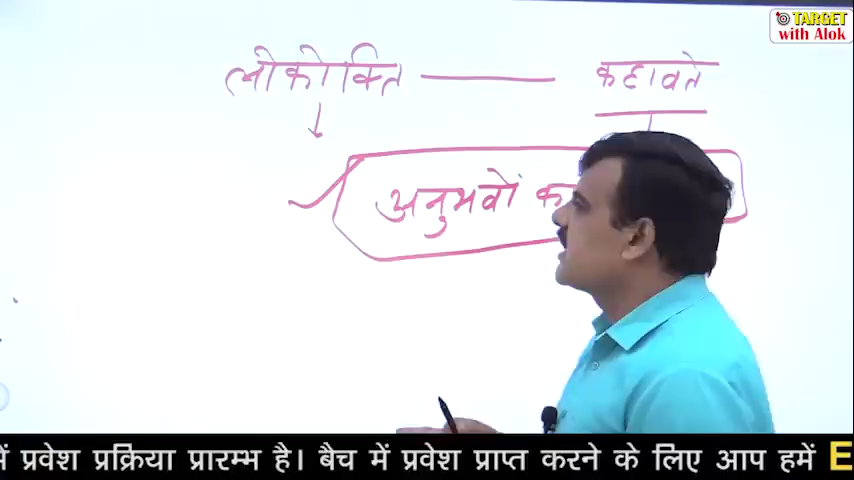 TARGET
with Alok
लोकोक्ति — कहावते
अनुभवों क
में प्रवेश प्रक्रिया प्रारम्भ है। बैच में प्रवेश प्राप्त करने के लिए आप हमें E